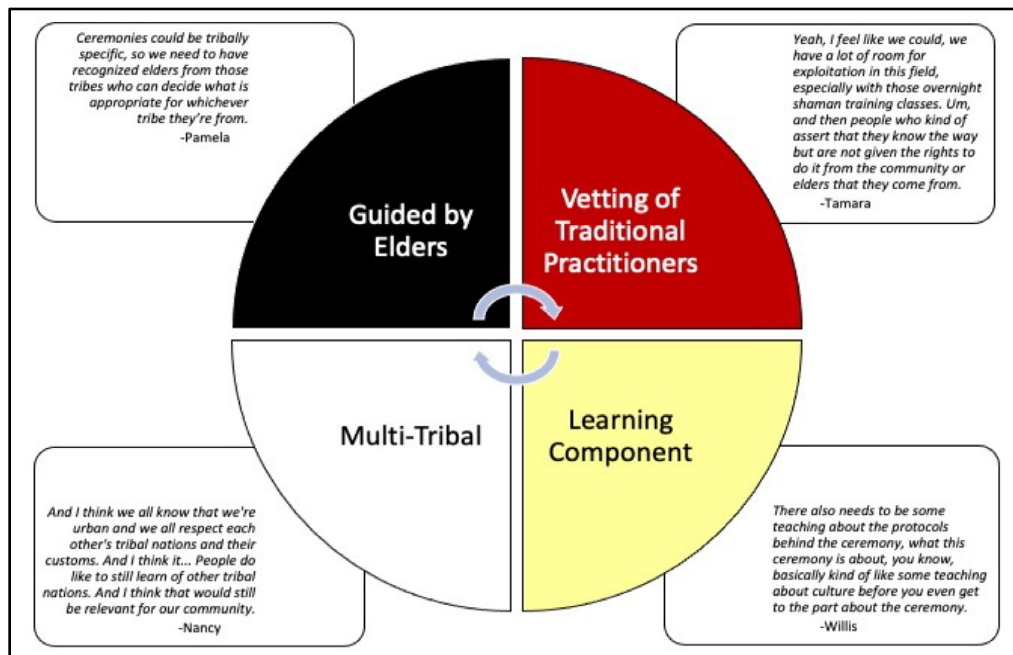 Ceremonies could be tribally
specific, so we need to have
recognized elders from those
tribes who can decide what is
appropriate for whichever
tribe they're from.
-Pamela
Yeah, I feel like we could, we
have a lot of room for
exploitation in this field,
especially with those overnight
shaman training classes. Um,
and then people who kind of
assert that they know the way
but are not given the rights to
do it from the community or
elders that they come from.
-Tamara
Guided by
Elders
Vetting of
Traditional
Practitioners
Multi-Tribal
Learning
Component
And I think we all know that we're
urban and we all respect each
other's tribal nations and their
customs. And I think it... People do
like to still learn of other tribal
nations. And I think that would still
be relevant for our community.
-Nancy
There also needs to be some
teaching about the protocols
behind the ceremony, what this
ceremony is about, you know,
basically kind of like some teaching
about culture before you even get
to the part about the ceremony.
-Willis